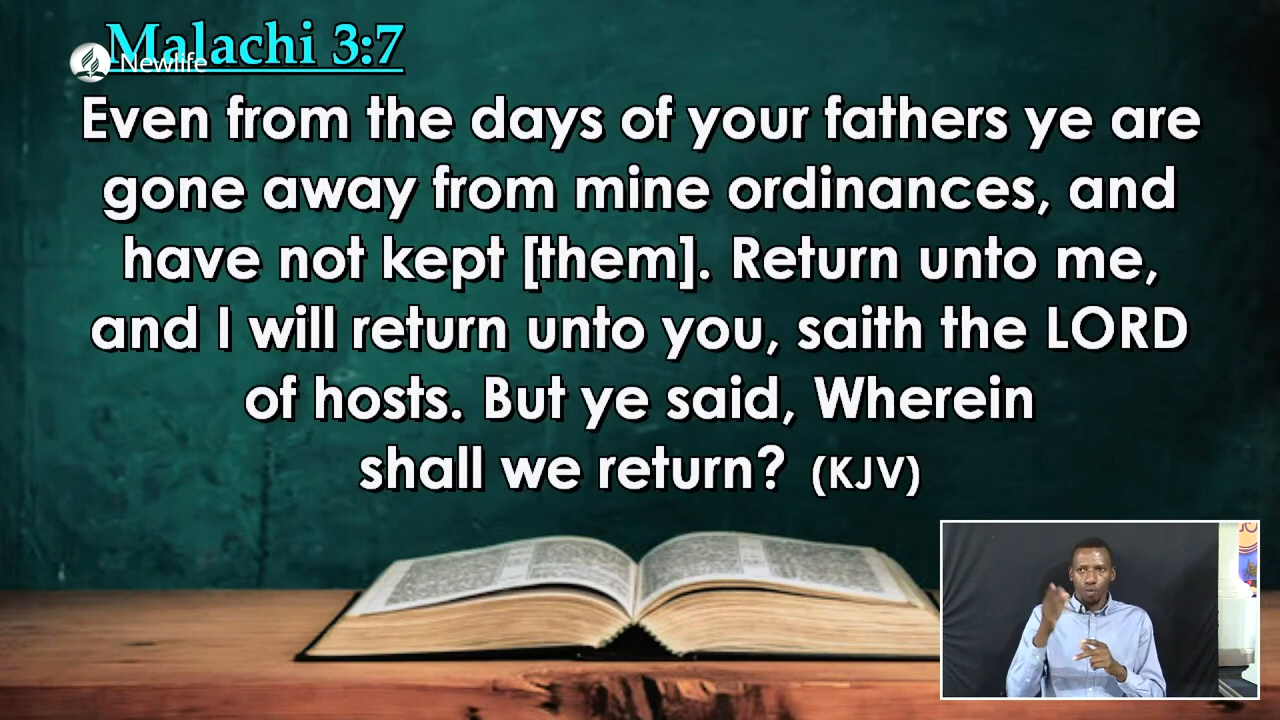 Malachi 3:7
Newlife
Even from the days of your fathers ye are
gone away from mine ordinances, and
have not kept [them]. Return unto me,
and I will return unto you, saith the LORD
of hosts. But ye said, Wherein
shall we return? (KJV)